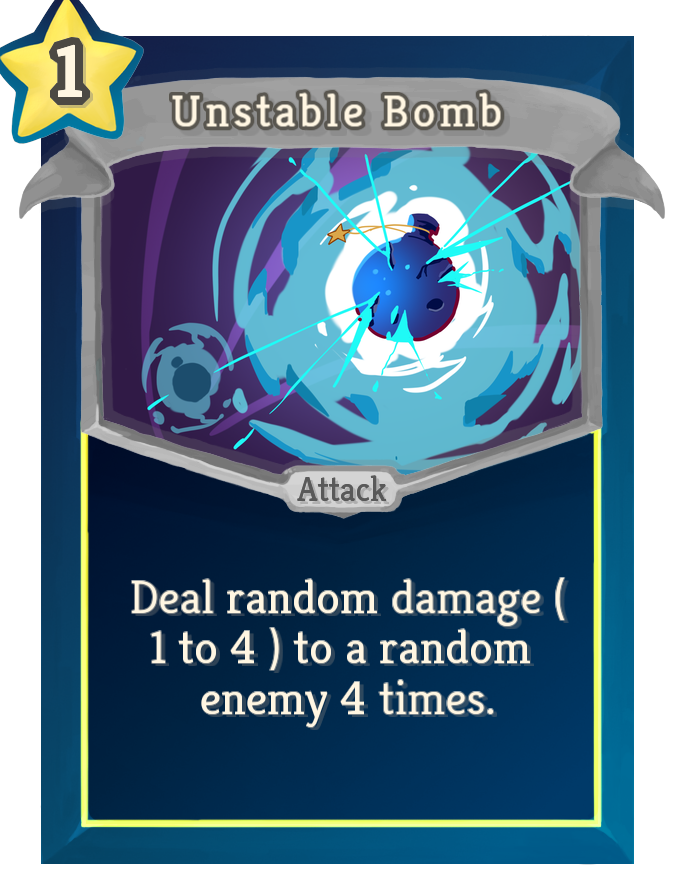 1
Unstable Bomb
Attack
Deal random damage (
1 to 4 ) to a random
enemy 4 times.